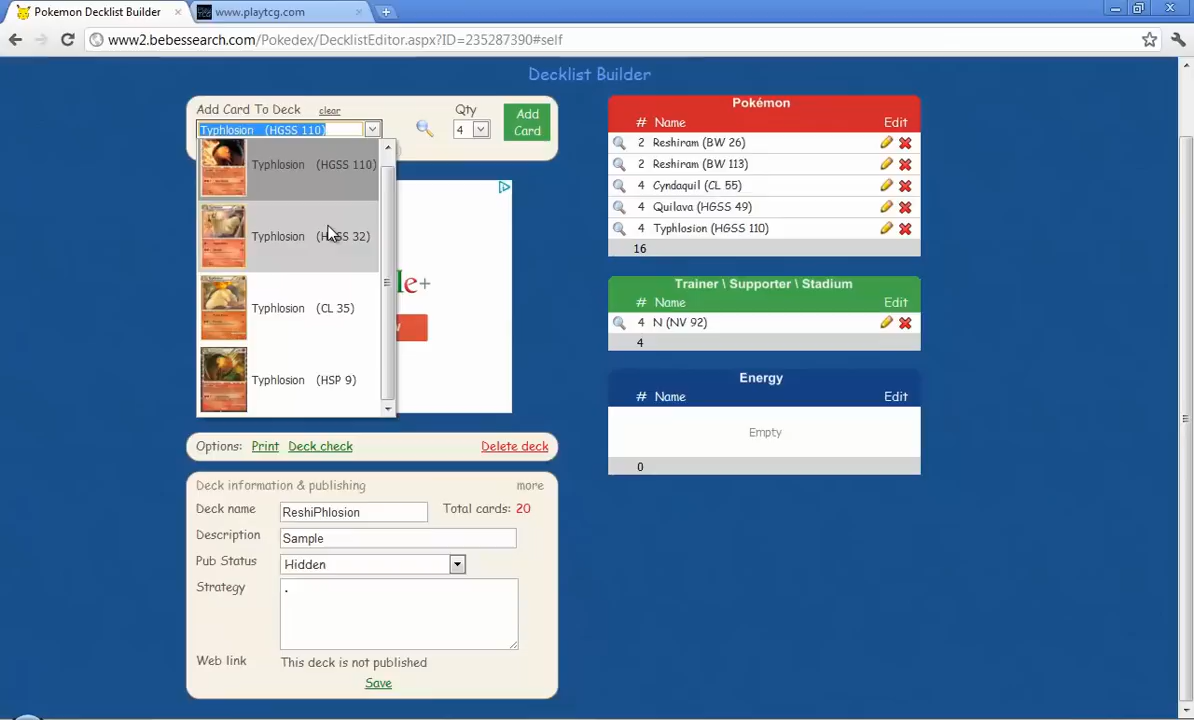 Pokemon Decklist Builder
www.playtcg.com
www2.bebessearch.com/Pokedex/DecklistEditor.aspx?ID=235287390#self
Decklist Builder
Add Card To Deck clear Qty
Typhlosion (HGSS 110) 4 Add Card
Typhlosion (HGSS 110)
Typhlosion (HGSS 32)
Typhlosion (CL 35)
Typhlosion (HSP 9)
le+
Options: Print Deck check Delete deck
Deck information & publishing more
Deck name ReshiPhlosion Total cards: 20
Description Sample
Pub Status Hidden
Strategy .
Web link This deck is not published
Save
Pokémon
# Name Edit
2 Reshiram (BW 26)
2 Reshiram (BW 113)
4 Cyndaquil (CL 55)
4 Quilava (HGSS 49)
4 Typhlosion (HGSS 110)
16
Trainer \ Supporter \ Stadium
# Name Edit
4 N (NV 92)
4
Energy
# Name Edit
Empty
0